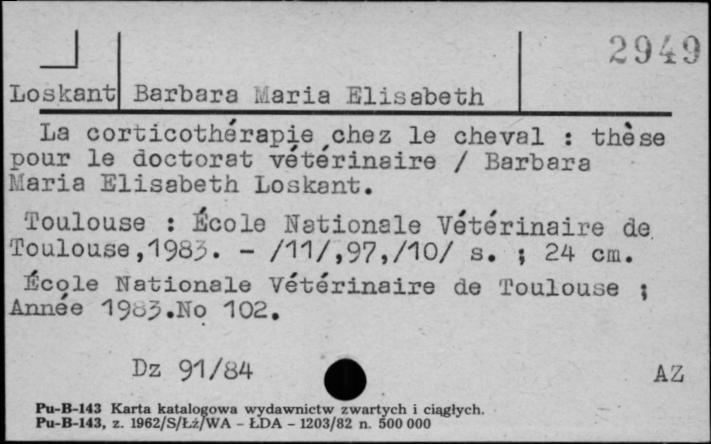 2949
Loskant Barbara Maria Elisabeth
La corticothérapie chez le cheval : thèse
pour le doctorat vétérinaire / Barbara
Maria Elisabeth Loskant.
Toulouse : École Nationale Vétérinaire de
Toulouse,1983. - /11/,97,/10/ s. ; 24 cm.
École Nationale Vétérinaire de Toulouse ;
Année 1983.No 102.
Dz 91/84
AZ
Pu-B-143 Karta katalogowa wydawnictw zwartych i ciągłych.
Pu-B-143, z. 1962/S/Łź/WA - ŁDA - 1203/82 n. 500 000